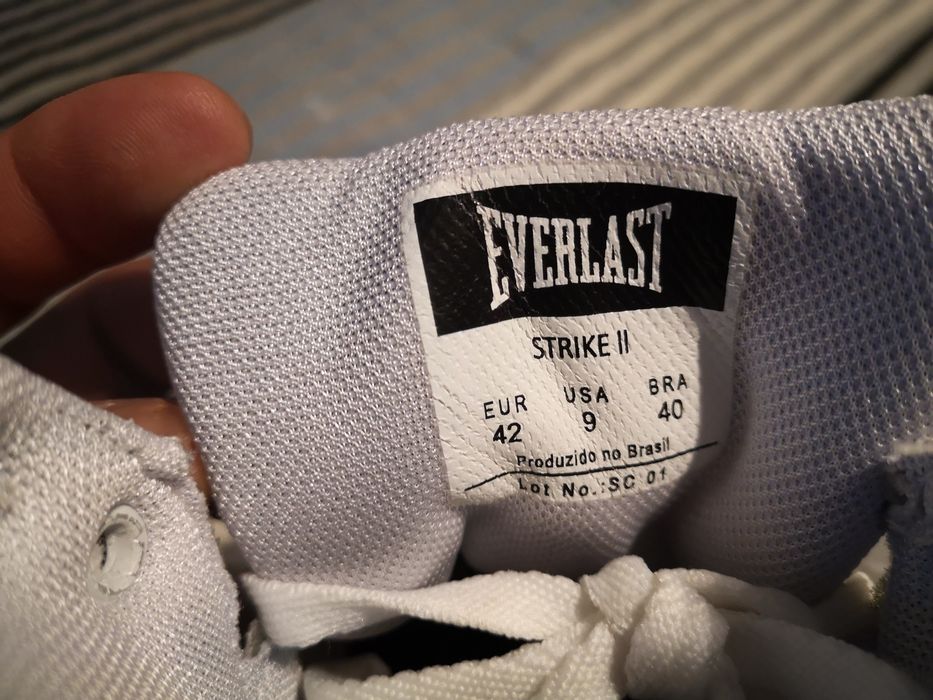 EVERLAST
STRIKE II
EUR USA BRA
42 9 40
Produzido no Brasil
Lot No.:SC 01